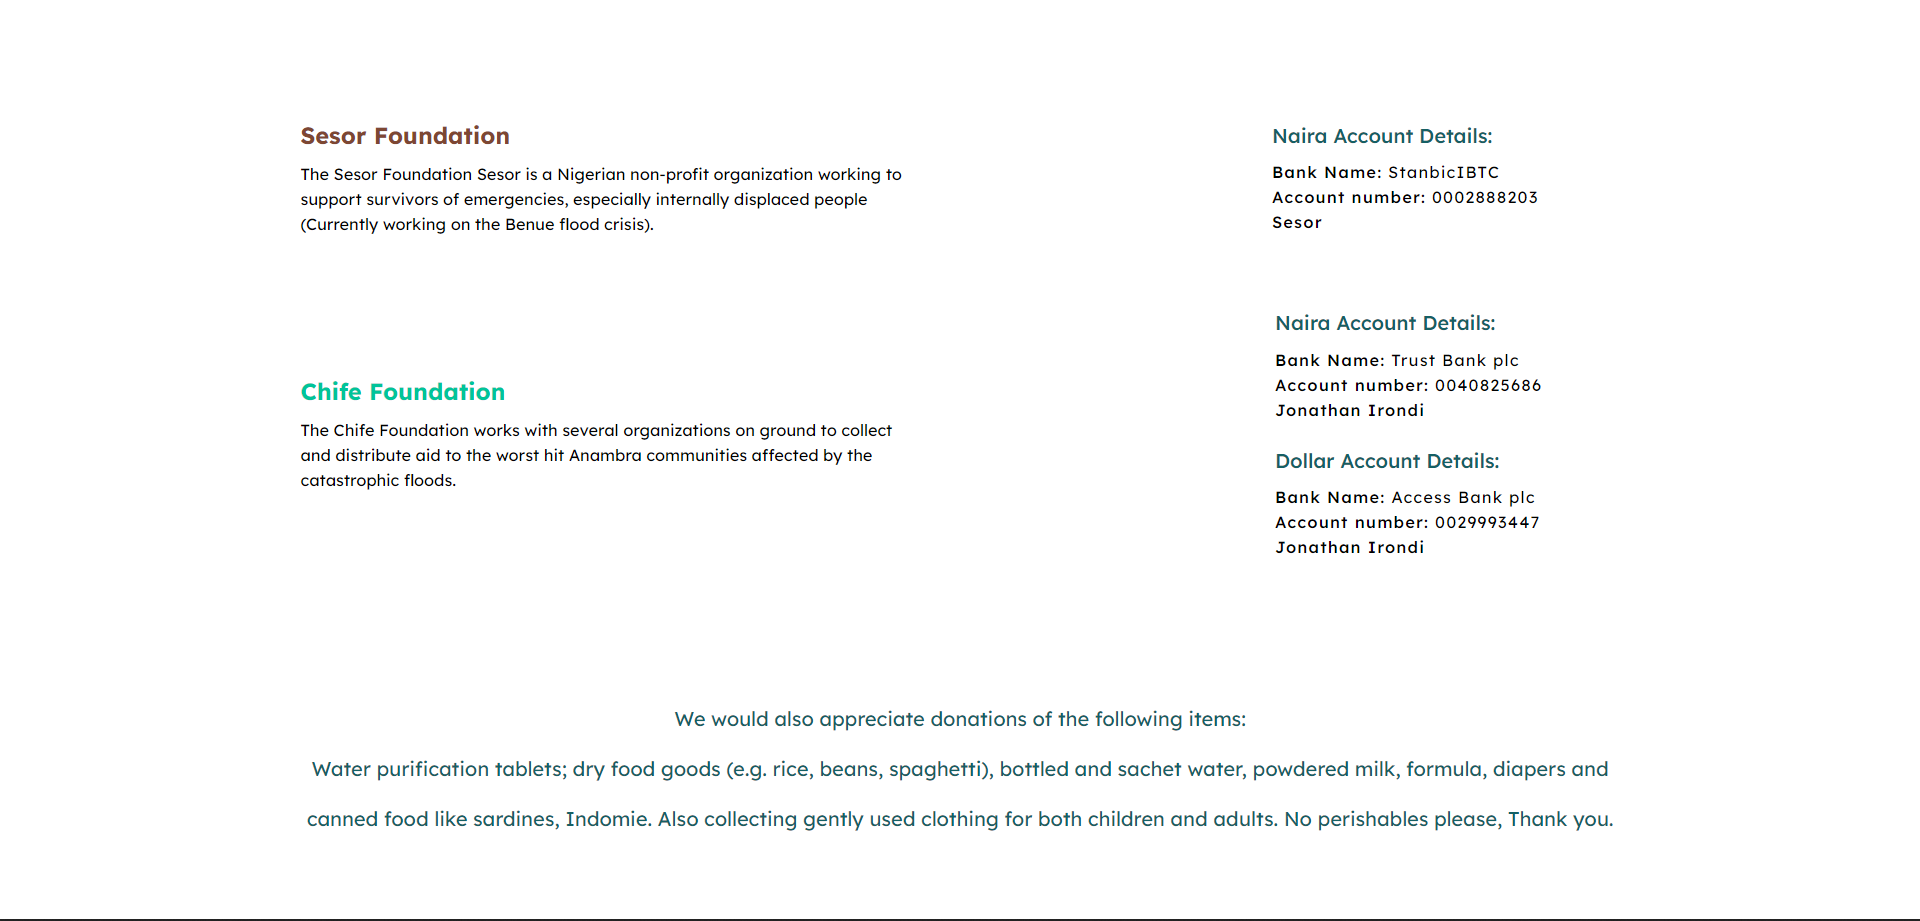 Sesor Foundation
The Sesor Foundation Sesor is a Nigerian non-profit organization working to
support survivors of emergencies, especially internally displaced people
(Currently working on the Benue flood crisis).
Naira Account Details:
Bank Name: StanbicIBTC
Account number: 0002888203
Sesor
Chife Foundation
The Chife Foundation works with several organizations on ground to collect
and distribute aid to the worst hit Anambra communities affected by the
catastrophic floods.
Naira Account Details:
Bank Name: Trust Bank plc
Account number: 0040825686
Jonathan Irondi
Dollar Account Details:
Bank Name: Access Bank plc
Account number: 0029993447
Jonathan Irondi
We would also appreciate donations of the following items:
Water purification tablets; dry food goods (e.g. rice, beans, spaghetti), bottled and sachet water, powdered milk, formula, diapers and
canned food like sardines, Indomie. Also collecting gently used clothing for both children and adults. No perishables please, Thank you.